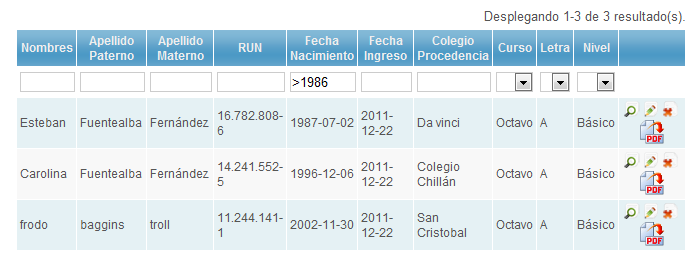 Desplegando 1-3 de 3 resultado(s).
Nombres Apellido Paterno Apellido Materno RUN Fecha Nacimiento Fecha Ingreso Colegio Procedencia Curso Letra Nivel
>1986
Esteban Fuentealba Fernández 16.782.808-6 1987-07-02 2011-12-22 Da vinci Octavo A Básico PDF
Carolina Fuentealba Fernández 14.241.552-5 1996-12-06 2011-12-22 Colegio Chillán Octavo A Básico PDF
frodo baggins troll 11.244.141-1 2002-11-30 2011-12-22 San Cristobal Octavo A Básico PDF